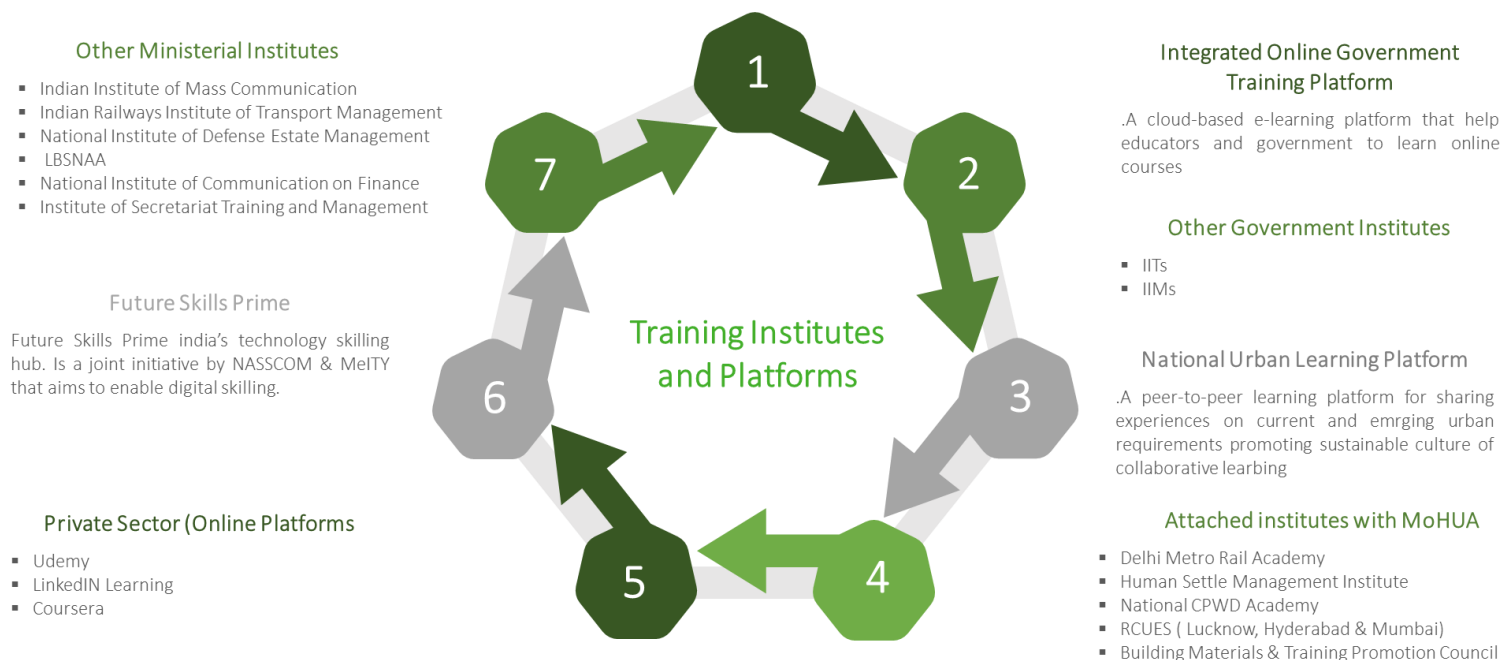 Other Ministerial Institutes
▪ Indian Institute of Mass Communication
▪ Indian Railways Institute of Transport Management
▪ National Institute of Defense Estate Management
▪ LBSNAA
▪ National Institute of Communication on Finance
▪ Institute of Secretariat Training and Management
Future Skills Prime
Future Skills Prime india’s technology skilling
hub. Is a joint initiative by NASSCOM & MeITY
that aims to enable digital skilling.
Private Sector (Online Platforms
▪ Udemy
▪ LinkedIN Learning
▪ Coursera
1
2
3
4
5
6
7
Training Institutes
and Platforms
Integrated Online Government
Training Platform
.A cloud-based e-learning platform that help
educators and government to learn online
courses
Other Government Institutes
▪ IITs
▪ IIMs
National Urban Learning Platform
.A peer-to-peer learning platform for sharing
experiences on current and emrging urban
requirements promoting sustainable culture of
collaborative learbing
Attached institutes with MoHUA
▪ Delhi Metro Rail Academy
▪ Human Settle Management Institute
▪ National CPWD Academy
▪ RCUES ( Lucknow, Hyderabad & Mumbai)
▪ Building Materials & Training Promotion Council